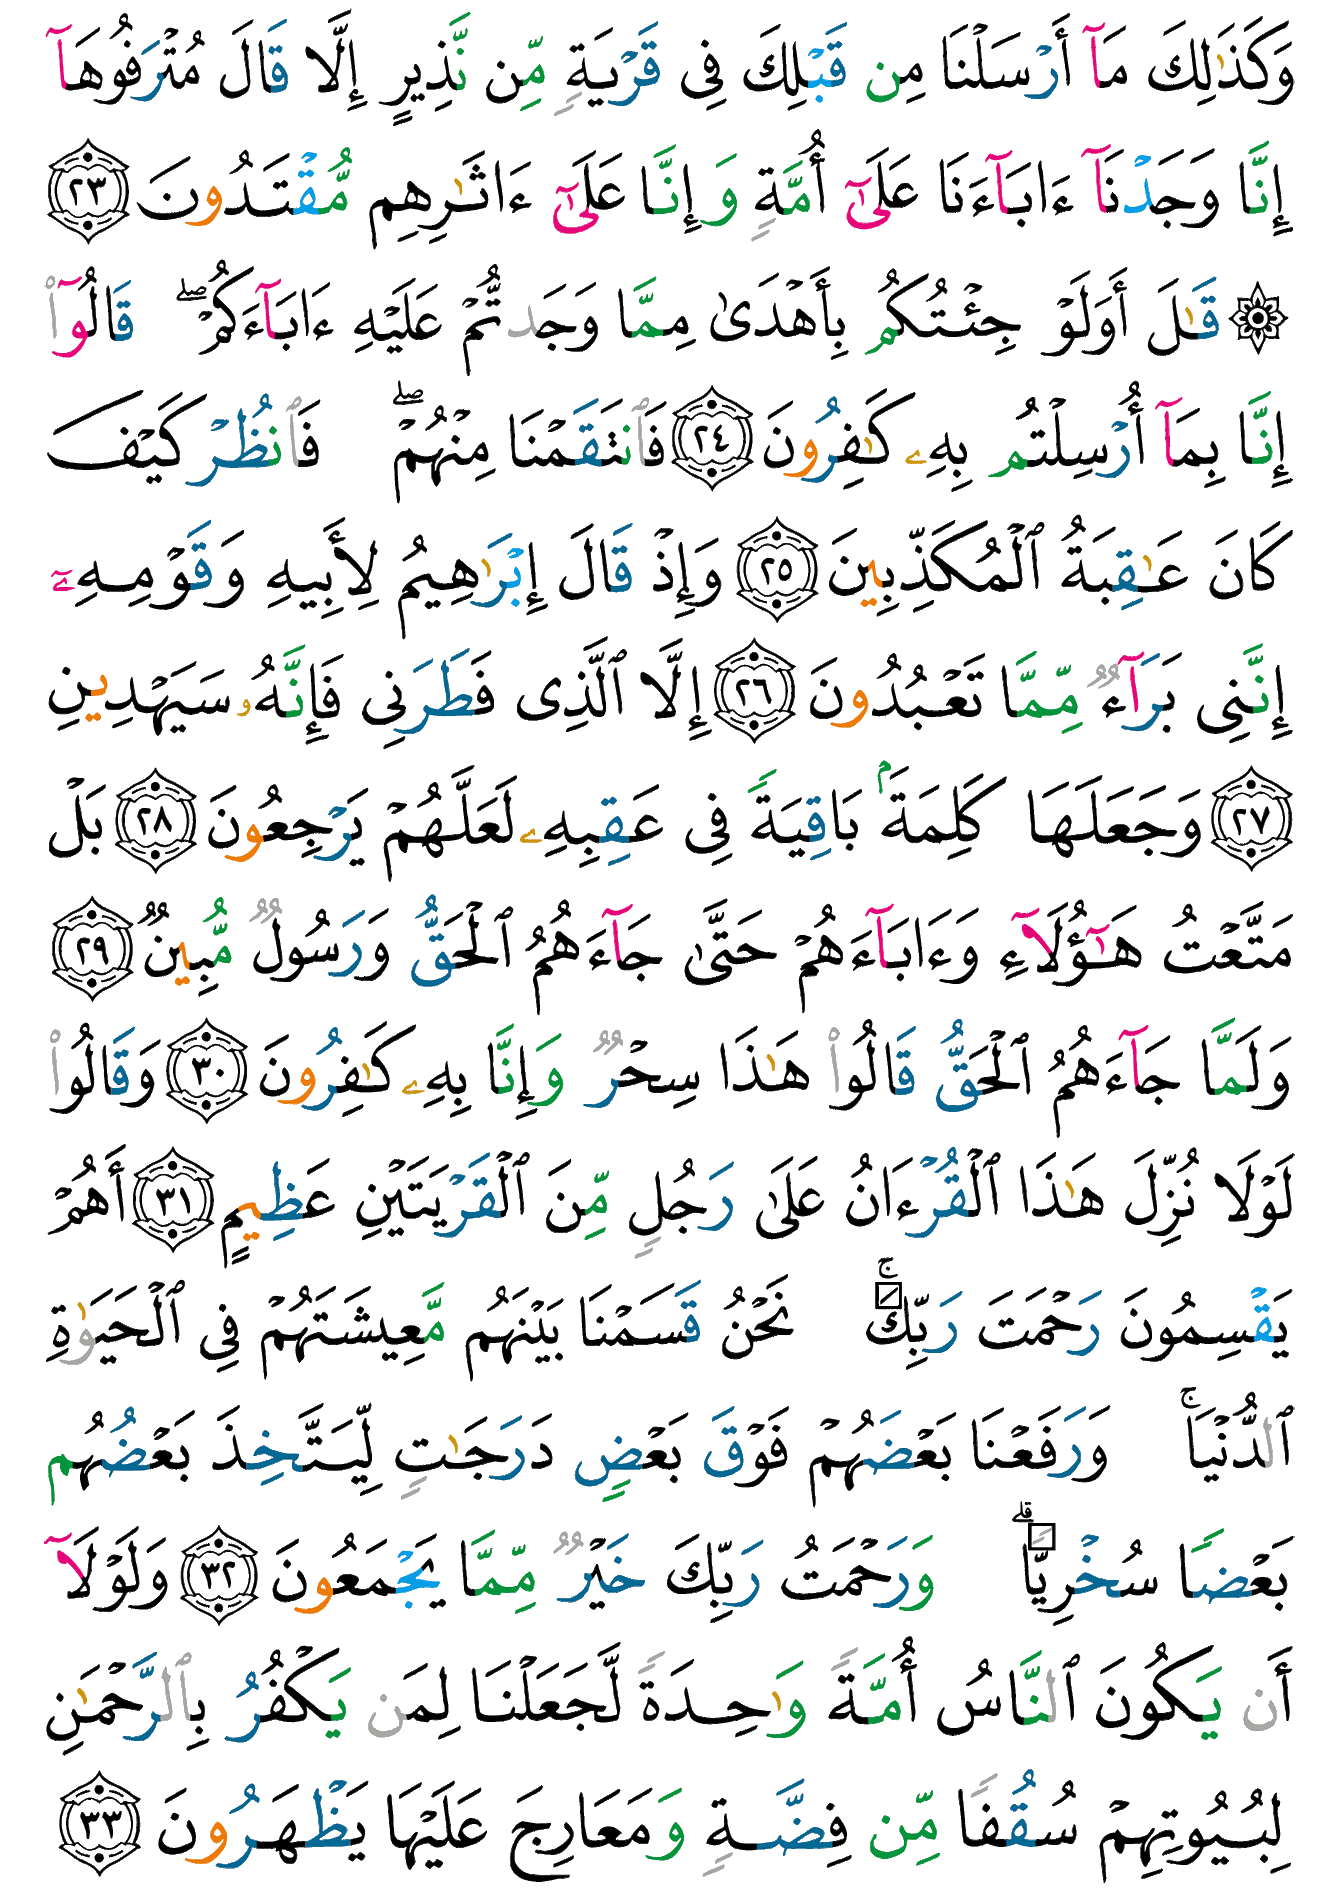 وَكَذَٰلِكَ مَآ أَرْسَلْنَا مِن قَبْلِكَ فِى قَرْيَةٍ مِّن نَّذِيرٍ إِلَّا قَالَ مُتْرَفُوهَآ
إِنَّا وَجَدْنَآ ءَابَآءَنَا عَلَىٰٓ أُمَّةٍ وَإِنَّا عَلَىٰٓ ءَاثَـٰرِهِم مُّقْتَدُونَ ٢٣
۞ قَـٰلَ أَوَلَوْ جِئْتُكُم بِأَهْدَىٰ مِمَّا وَجَدتُّمْ عَلَيْهِ ءَابَآءَكُمْ ۖ قَالُوٓا۟
إِنَّا بِمَآ أُرْسِلْتُم بِهِۦ كَـٰفِرُونَ ٢٤ فَٱنتَقَمْنَا مِنْهُمْ ۖ فَٱنظُرْ كَيْفَ
كَانَ عَـٰقِبَةُ ٱلْمُكَذِّبِينَ ٢٥ وَإِذْ قَالَ إِبْرَٰهِيمُ لِأَبِيهِ وَقَوْمِهِۦٓ
إِنَّنِى بَرَآءٌ مِّمَّا تَعْبُدُونَ ٢٦ إِلَّا ٱلَّذِى فَطَرَنِى فَإِنَّهُۥ سَيَهْدِينِ
٢٧ وَجَعَلَهَا كَلِمَةَۢ بَاقِيَةً فِى عَقِبِهِۦ لَعَلَّهُمْ يَرْجِعُونَ ٢٨ بَلْ
مَتَّعْتُ هَـٰٓؤُلَآءِ وَءَابَآءَهُمْ حَتَّىٰ جَآءَهُمُ ٱلْحَقُّ وَرَسُولٌ مُّبِينٌ ٢٩
وَلَمَّا جَآءَهُمُ ٱلْحَقُّ قَالُوا۟ هَـٰذَا سِحْرٌ وَإِنَّا بِهِۦ كَـٰفِرُونَ ٣٠ وَقَالُوا۟
لَوْلَا نُزِّلَ هَـٰذَا ٱلْقُرْءَانُ عَلَىٰ رَجُلٍ مِّنَ ٱلْقَرْيَتَيْنِ عَظِيمٍ ٣١ أَهُمْ
يَقْسِمُونَ رَحْمَتَ رَبِّكَ ۚ نَحْنُ قَسَمْنَا بَيْنَهُم مَّعِيشَتَهُمْ فِى ٱلْحَيَوٰةِ
ٱلدُّنْيَا ۚ وَرَفَعْنَا بَعْضَهُمْ فَوْقَ بَعْضٍ دَرَجَـٰتٍ لِّيَتَّخِذَ بَعْضُهُم
بَعْضًا سُخْرِيًّا ۗ وَرَحْمَتُ رَبِّكَ خَيْرٌ مِّمَّا يَجْمَعُونَ ٣٢ وَلَوْلَآ
أَن يَكُونَ ٱلنَّاسُ أُمَّةً وَٰحِدَةً لَّجَعَلْنَا لِمَن يَكْفُرُ بِٱلرَّحْمَـٰنِ
لِبُيُوتِهِمْ سُقُفًا مِّن فِضَّةٍ وَمَعَارِجَ عَلَيْهَا يَظْهَرُونَ ٣٣